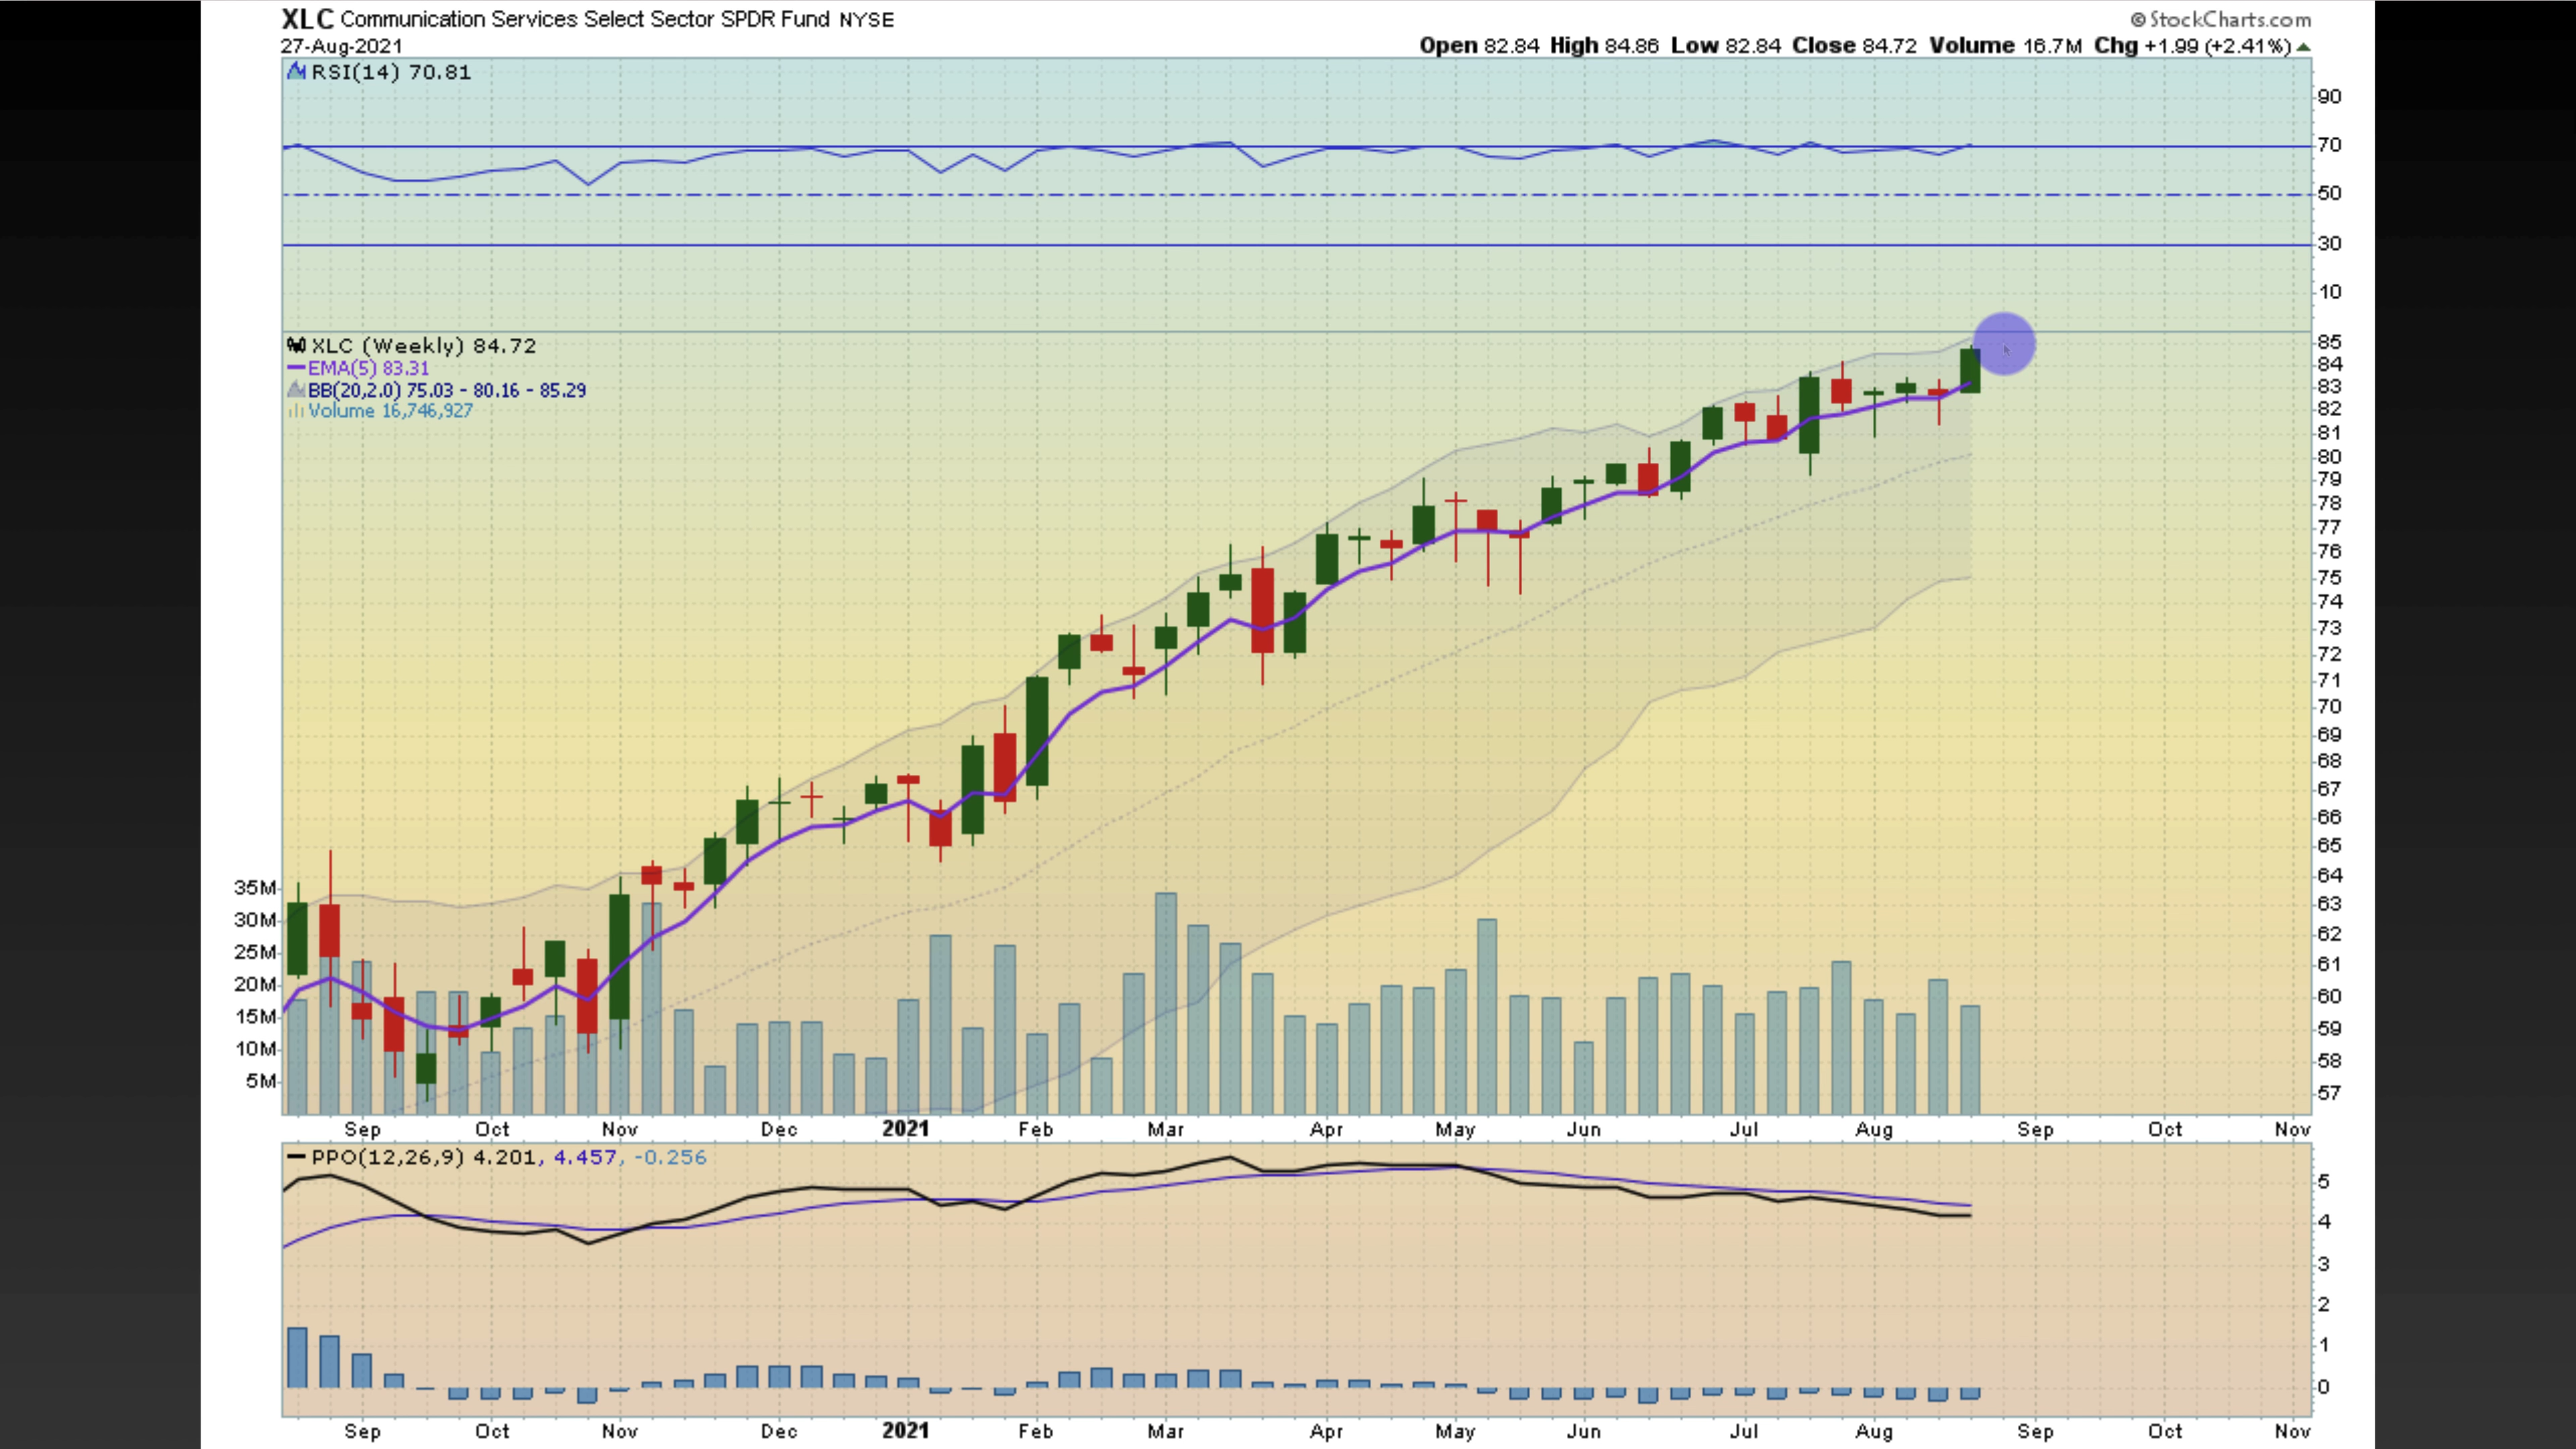 XLC Communication Services Select Sector SPDR Fund NYSE
© StockCharts.com
27-Aug-2021
Open 82.84 High 84.86 Low 82.84 Close 84.72 Volume 16.7M Chg +1.99 (+2.41%)
RSI(14) 70.81
90
70
50
30
10
XLC (Weekly) 84.72
EMA(5) 83.31
BB(20,2.0) 75.03 - 80.16 - 85.29
Volume 16,746,927
85
84
83
82
81
80
79
78
77
76
75
74
73
72
71
70
69
68
67
66
65
64
63
62
61
60
59
58
57
35M
30M
25M
20M
15M
10M
5M
Sep Oct Nov Dec 2021 Feb Mar Apr May Jun Jul Aug Sep Oct Nov
PPO(12,26,9) 4.201, 4.457, -0.256
5
4
3
2
1
0
Sep Oct Nov Dec 2021 Feb Mar Apr May Jun Jul Aug Sep Oct Nov